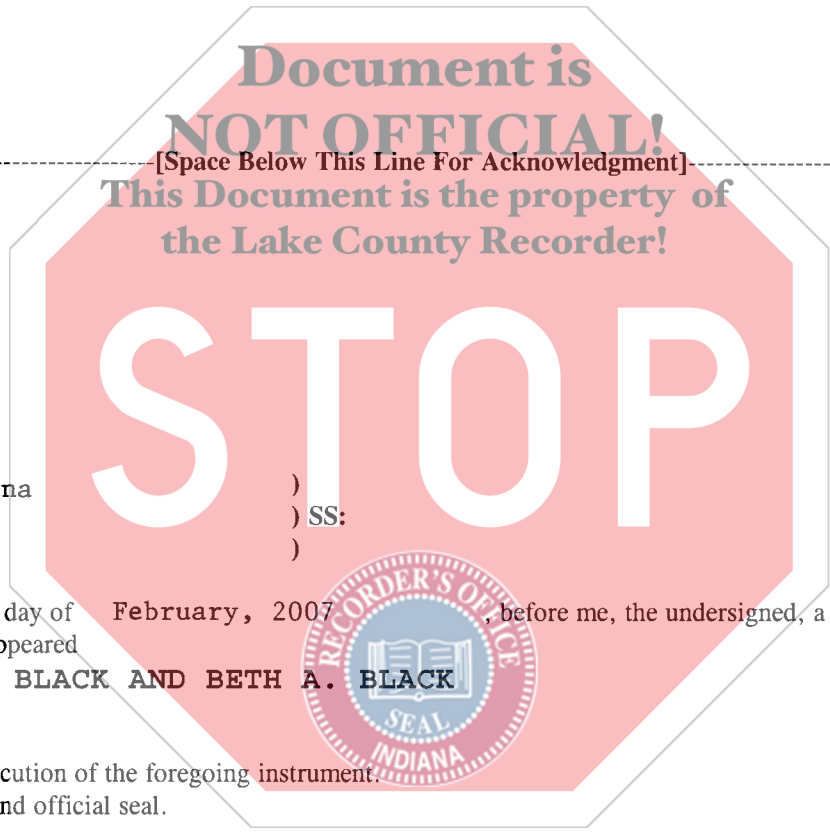 Document is
NOT OFFICIAL!
[Space Below This Line For Acknowledgment]
This Document is the property of
the Lake County Recorder!
STOP
na )
) SS:
)
day of February, 2007 , before me, the undersigned, a
ppeared
BLACK AND BETH A. BLACK
RECORDER'S OFFICE
SEAL
INDIANA
cution of the foregoing instrument.
nd official seal.